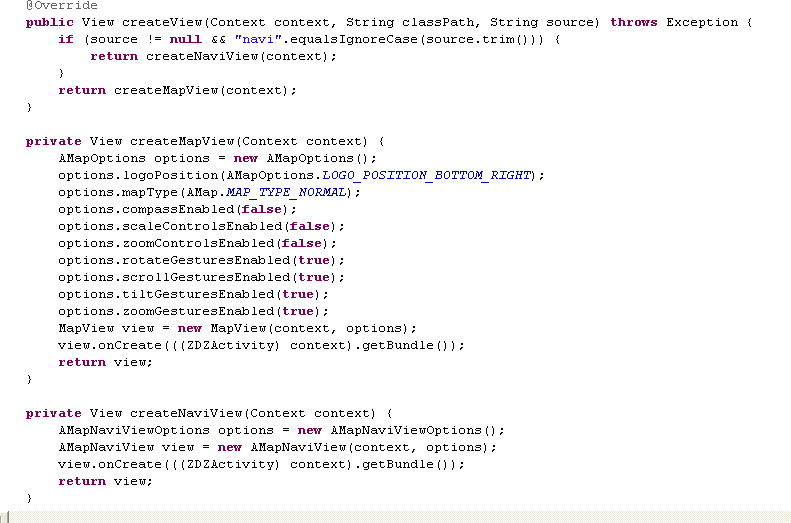 @Override
public View createView(Context context, String classPath, String source) throws Exception {
    if (source != null && "navi".equalsIgnoreCase(source.trim())) {
        return createNaviView(context);
    }
    return createMapView(context);
}

private View createMapView(Context context) {
    AMapOptions options = new AMapOptions();
    options.logoPosition(AMapOptions.LOGO_POSITION_BOTTOM_RIGHT);
    options.mapType(AMap.MAP_TYPE_NORMAL);
    options.compassEnabled(false);
    options.scaleControlsEnabled(false);
    options.zoomControlsEnabled(false);
    options.rotateGesturesEnabled(true);
    options.scrollGesturesEnabled(true);
    options.tiltGesturesEnabled(true);
    options.zoomGesturesEnabled(true);
    MapView view = new MapView(context, options);
    view.onCreate(((ZDZActivity) context).getBundle());
    return view;
}

private View createNaviView(Context context) {
    AMapNaviViewOptions options = new AMapNaviViewOptions();
    AMapNaviView view = new AMapNaviView(context, options);
    view.onCreate(((ZDZActivity) context).getBundle());
    return view;
}